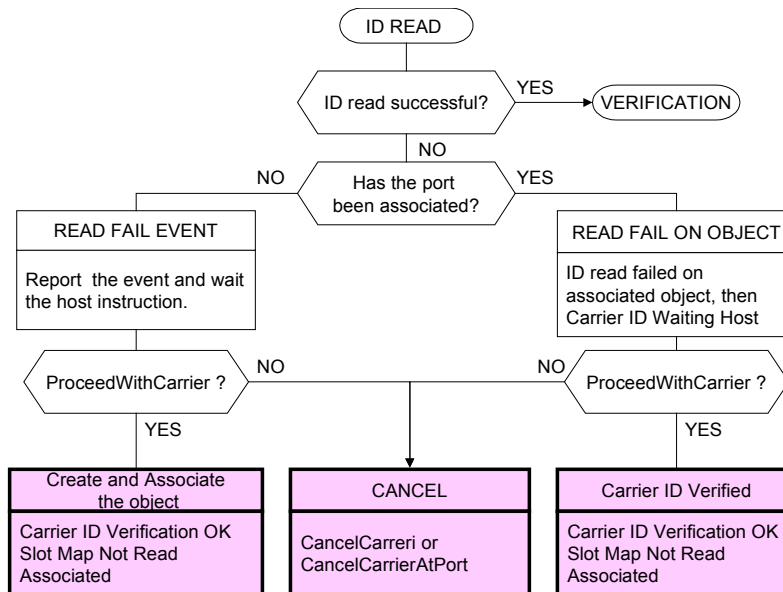 ID READ
ID read successful?
YES
VERIFICATION
NO
NO
Has the port
been associated?
YES
READ FAIL EVENT
Report the event and wait
the host instruction.
READ FAIL ON OBJECT
ID read failed on
associated object, then
Carrier ID Waiting Host
ProceedWithCarrier ?
NO
NO
ProceedWithCarrier ?
YES
YES
Create and Associate
the object
Carrier ID Verification OK
Slot Map Not Read
Associated
CANCEL
CancelCarreri or
CancelCarrierAtPort
Carrier ID Verified
Carrier ID Verification OK
Slot Map Not Read
Associated